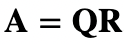 A = QR